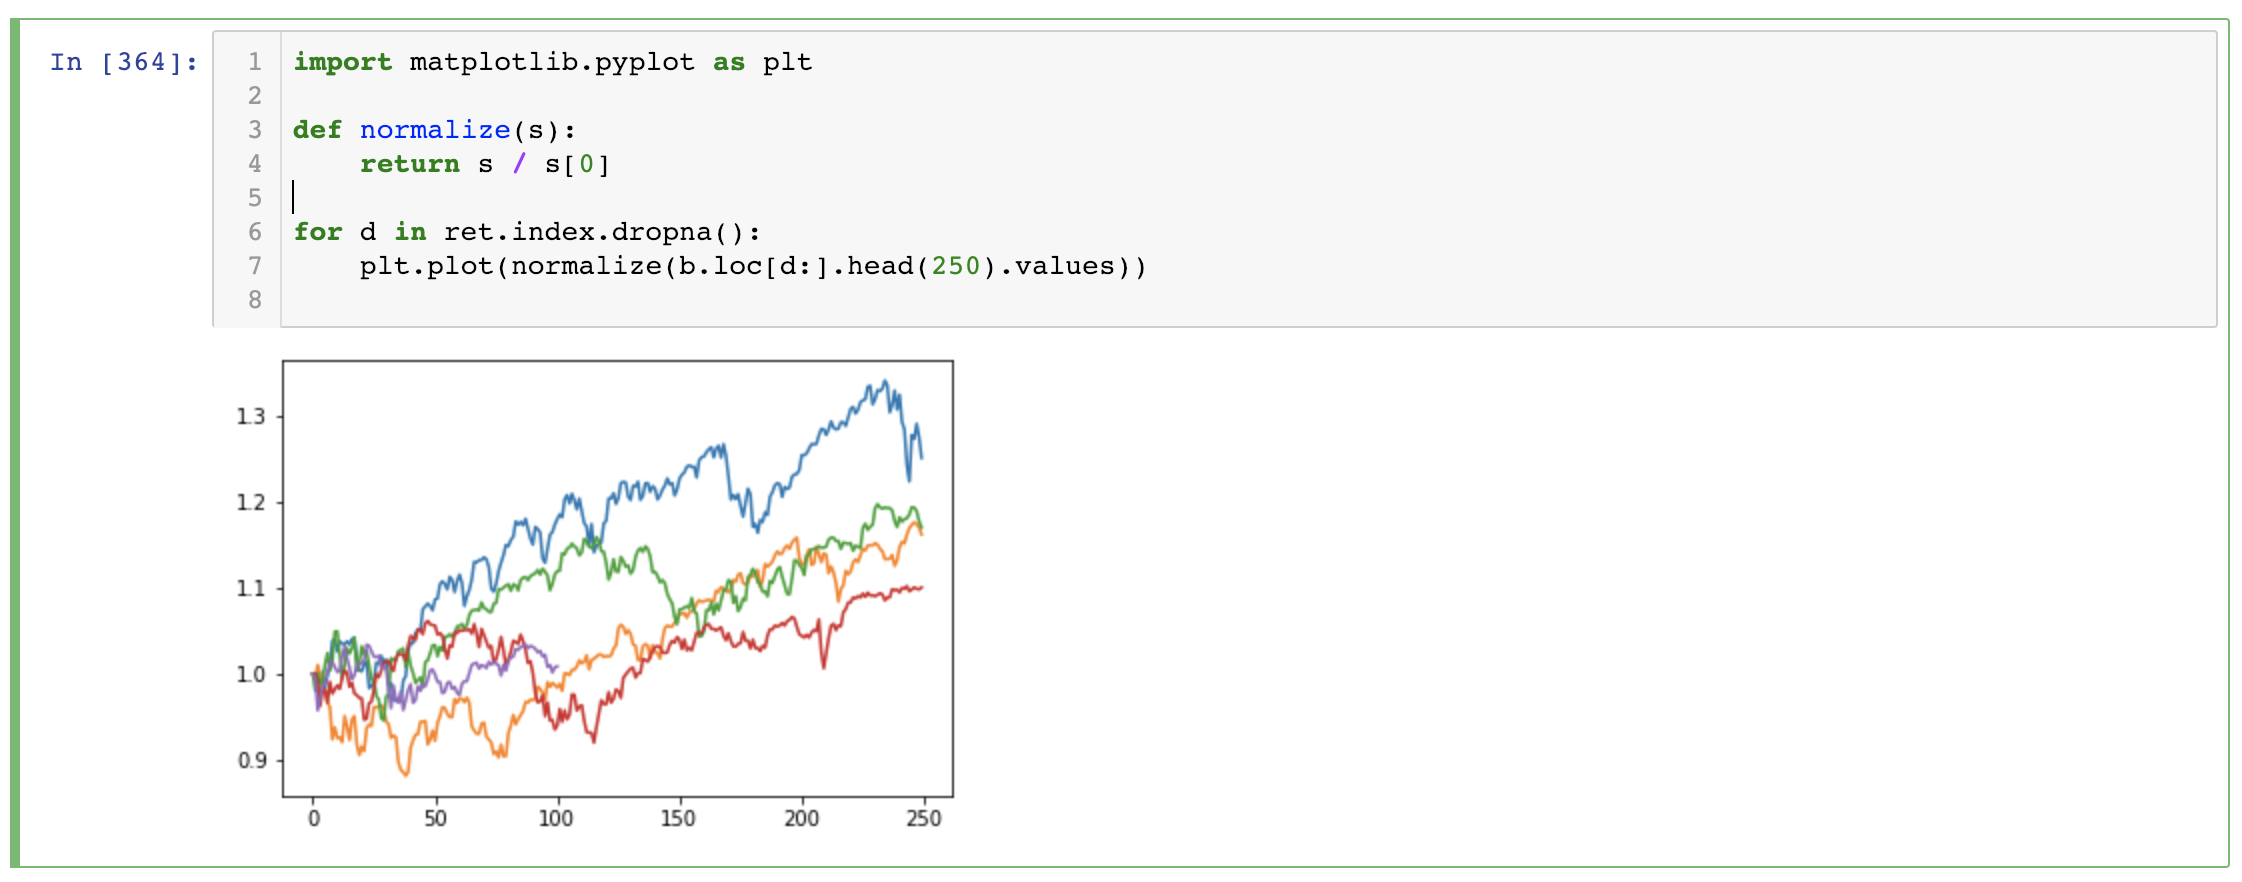 In [364]:
1 import matplotlib.pyplot as plt
2
3 def normalize(s):
4     return s / s[0]
5
6 for d in ret.index.dropna():
7     plt.plot(normalize(b.loc[d:].head(250).values))
8
1.3
1.2
1.1
1.0
0.9
0 50 100 150 200 250